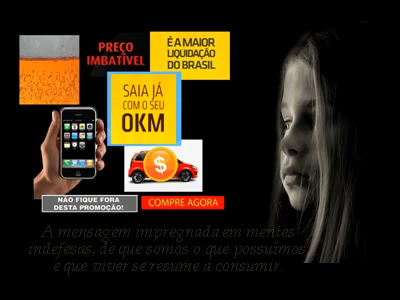 PREÇO
IMBATÍVEL
É A MAIOR
LIQUIDAÇÃO
DO BRASIL
SAIA JÁ
COM O SEU
OKM
$
NÃO FIQUE FORA
DESTA PROMOÇÃO!
COMPRE AGORA
A mensagem impregnada em mentes
indefesas, de que somos o que possuímos
e que viver se resume a consumir.